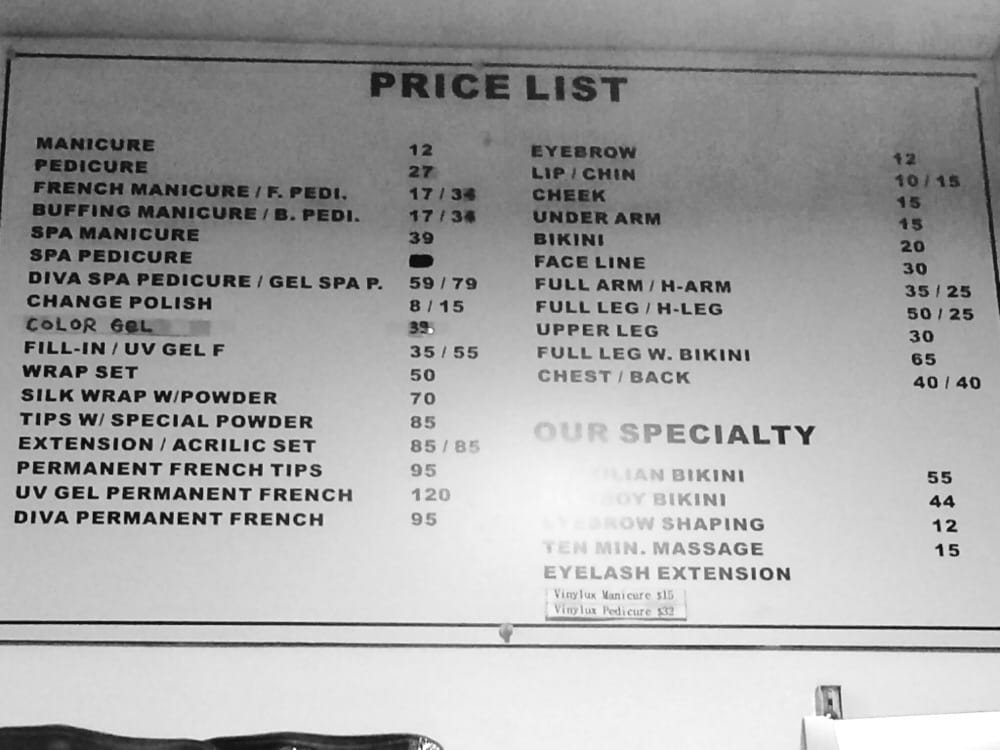 PRICE LIST
MANICURE 12
PEDICURE 27
FRENCH MANICURE / F. PEDI. 17 / 34
BUFFING MANICURE / B. PEDI. 17 / 34
SPA MANICURE 39
SPA PEDICURE
DIVA SPA PEDICURE / GEL SPA P. 59 / 79
CHANGE POLISH 8 / 15
COLOR GEL
FILL-IN / UV GEL F 35 / 55
WRAP SET 50
SILK WRAP W/POWDER 70
TIPS W/ SPECIAL POWDER 85
EXTENSION / ACRILIC SET 85 / 85
PERMANENT FRENCH TIPS 95
UV GEL PERMANENT FRENCH 120
DIVA PERMANENT FRENCH 95
EYEBROW 12
LIP / CHIN 10 / 15
CHEEK 15
UNDER ARM 15
BIKINI 20
FACE LINE 30
FULL ARM / H-ARM 35 / 25
FULL LEG / H-LEG 50 / 25
UPPER LEG 30
FULL LEG W. BIKINI 65
CHEST / BACK 40 / 40
OUR SPECIALTY
BIKINI 55
BIKINI 44
EYEBROW SHAPING 12
TEN MIN. MASSAGE 15
EYELASH EXTENSION
Vinylux Manicure $15
Vinylux Pedicure $32